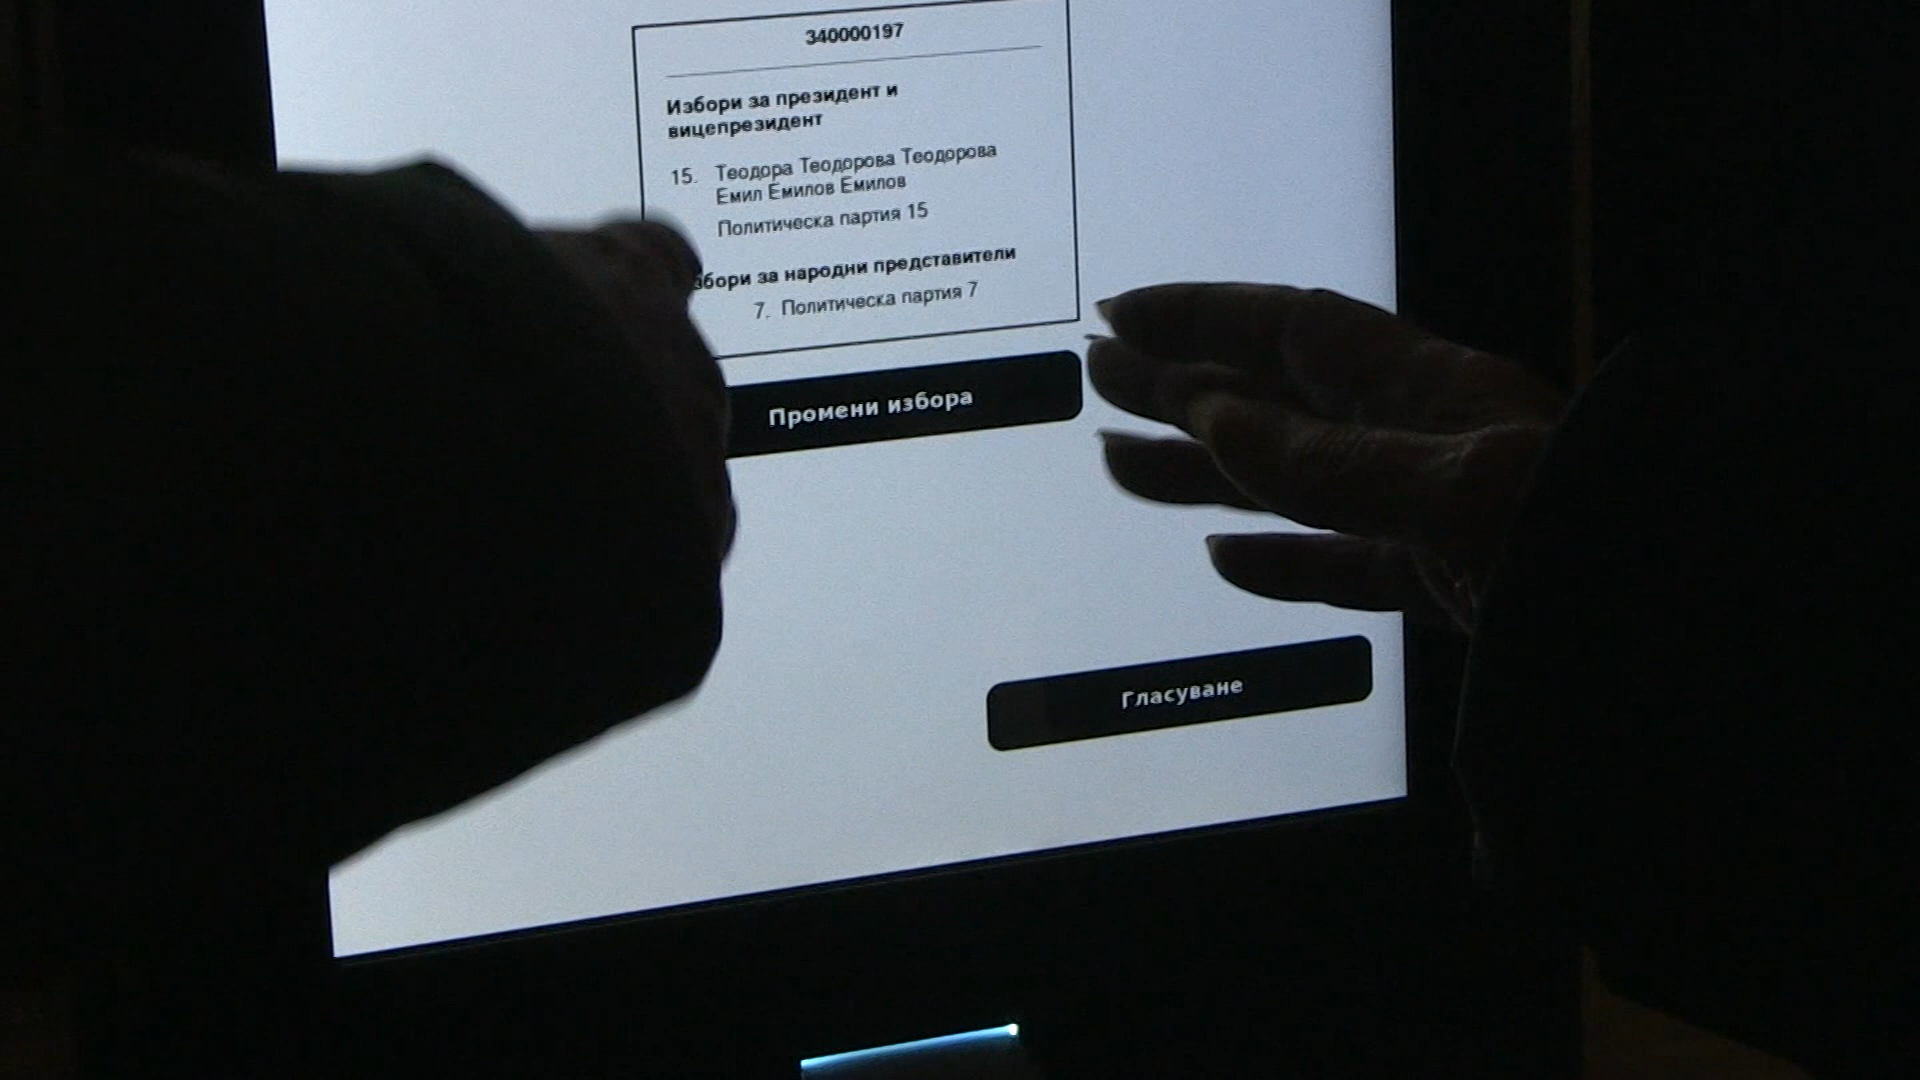 340000197
Избори за президент и
вицепрезидент
15. Теодора Теодорова Теодорова
Емил Емилов Емилов
Политическа партия 15
збори за народни представители
7. Политическа партия 7
Промени избора
Гласуване